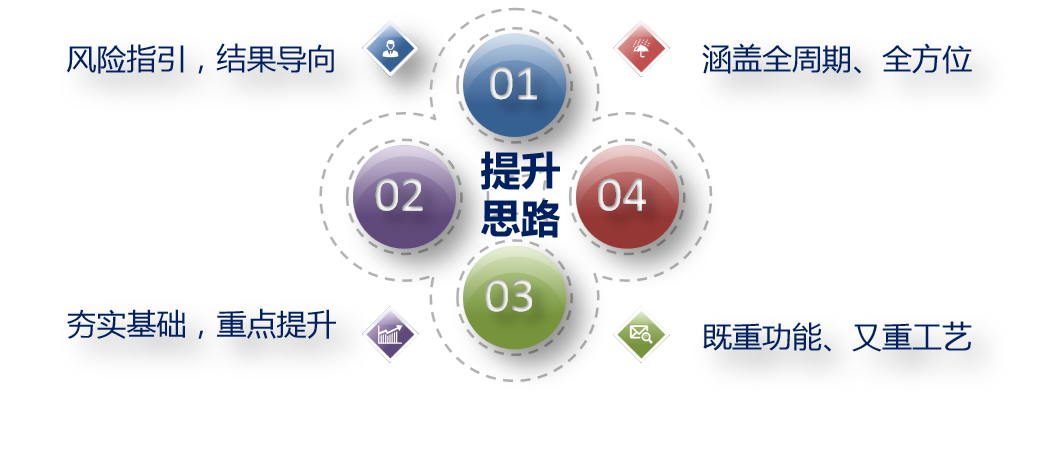 风险指引，结果导向
涵盖全周期、全方位
01
提升
思路
02
04
03
夯实基础，重点提升
既重功能、又重工艺